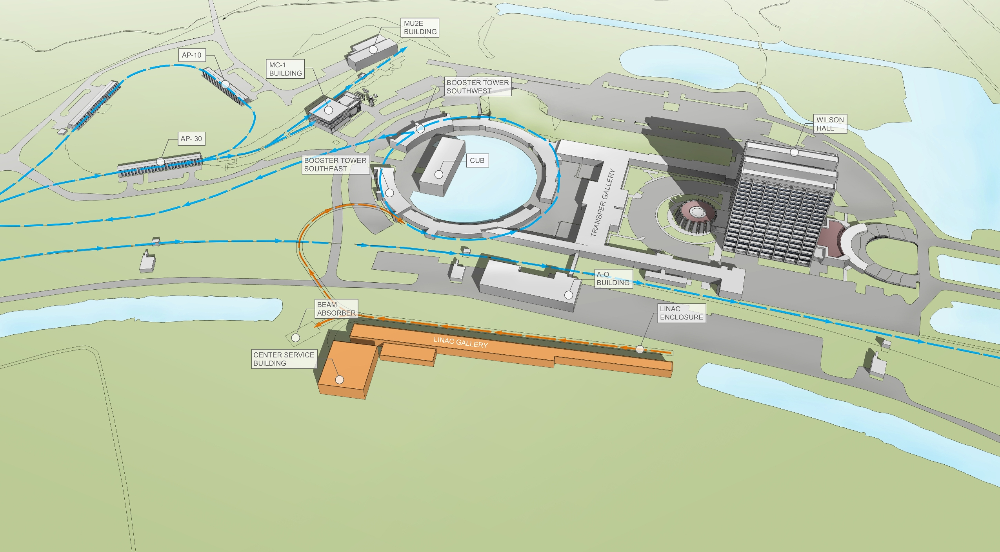 MU2E
BUILDING
AP-10
MC-1
BUILDING
BOOSTER TOWER
SOUTHWEST
WILSON
HALL
AP- 30
BOOSTER TOWER
SOUTHEAST
CUB
TRANSFER GALLERY
A-O
BUILDING
BEAM
ABSORBER
LINAC
ENCLOSURE
LINAC GALLERY
CENTER SERVICE
BUILDING